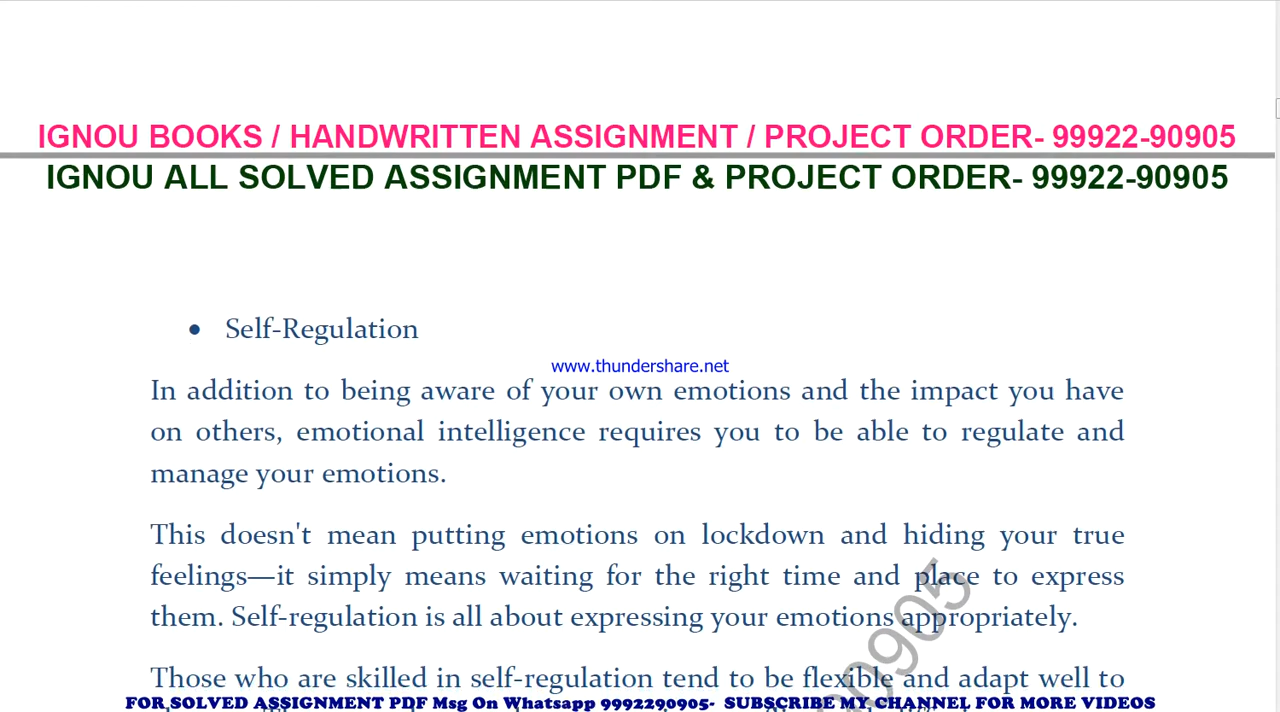 IGNOU BOOKS / HANDWRITTEN ASSIGNMENT / PROJECT ORDER- 99922-90905
IGNOU ALL SOLVED ASSIGNMENT PDF & PROJECT ORDER- 99922-90905
• Self-Regulation
www.thundershare.net
In addition to being aware of your own emotions and the impact you have
on others, emotional intelligence requires you to be able to regulate and
manage your emotions.
This doesn't mean putting emotions on lockdown and hiding your true
feelings—it simply means waiting for the right time and place to express
them. Self-regulation is all about expressing your emotions appropriately.
Those who are skilled in self-regulation tend to be flexible and adapt well to
FOR SOLVED ASSIGNMENT PDF Msg On Whatsapp 9992290905- SUBSCRIBE MY CHANNEL FOR MORE VIDEOS